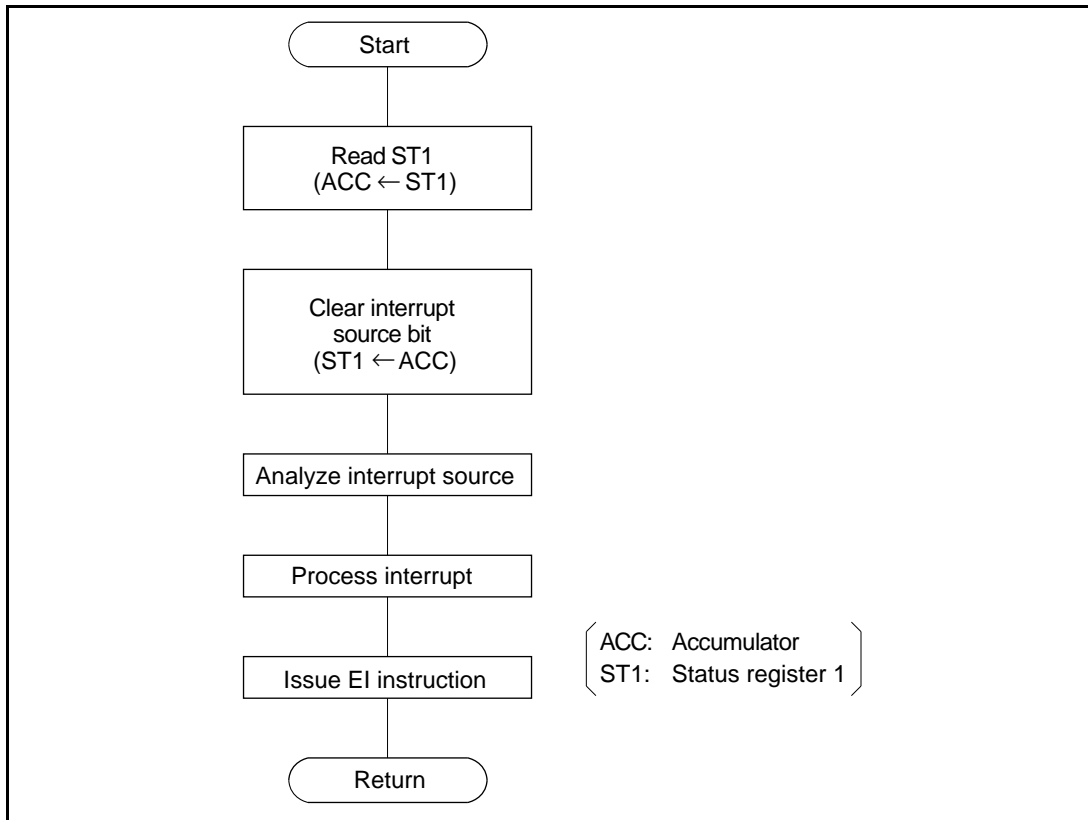 Start
Read ST1
(ACC ← ST1)
Clear interrupt
source bit
(ST1 ← ACC)
Analyze interrupt source
Process interrupt
Issue EI instruction
ACC: Accumulator
ST1: Status register 1
Return